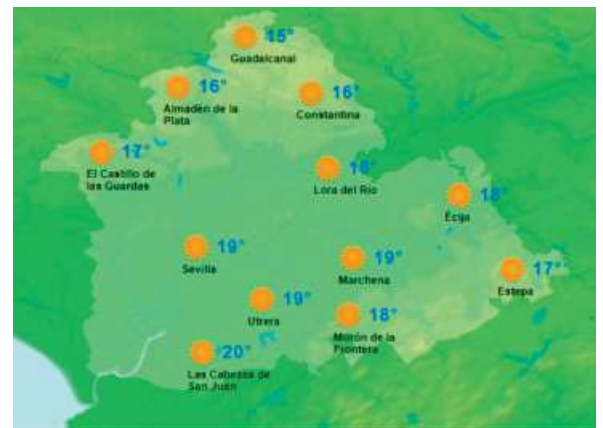 15°
Guadalcanal
16°
Almadén de la
Plata
16°
Constantina
17°
El Castillo de
las Guardas
Lora del Río
18°
Écija
19°
Sevilla
19°
Marchena
17°
Estepa
19°
Utrera
18°
Morón de la
Frontera
20°
Las Cabezas de
San Juan